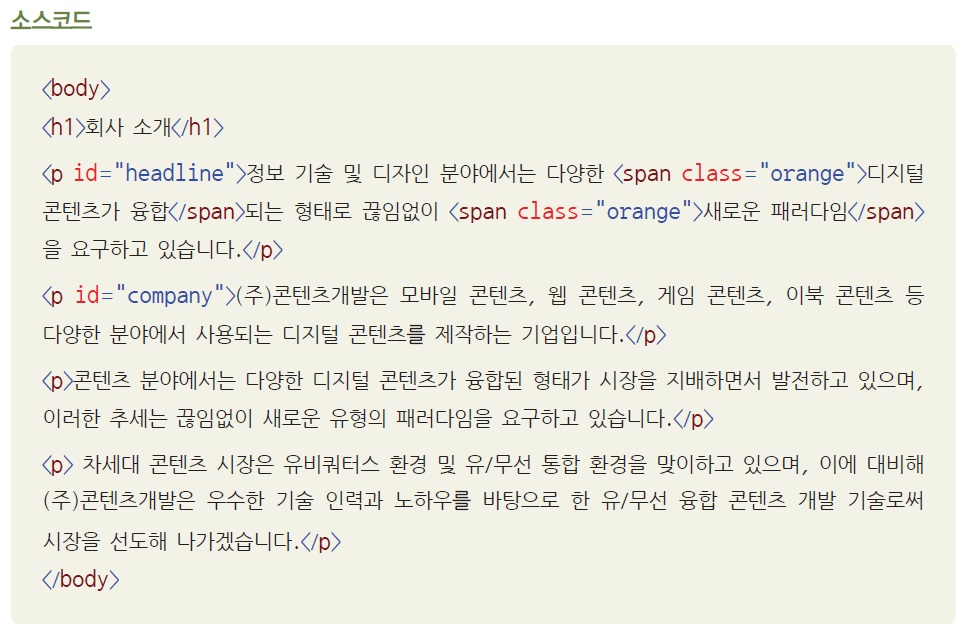 소스코드
<body>
<h1>회사 소개</h1>
<p id="headline">정보 기술 및 디자인 분야에서는 다양한 <span class="orange">디지털
콘텐츠가 융합</span>되는 형태로 끊임없이 <span class="orange">새로운 패러다임</span>
을 요구하고 있습니다.</p>
<p id="company">(주)콘텐츠개발은 모바일 콘텐츠, 웹 콘텐츠, 게임 콘텐츠, 이북 콘텐츠 등
다양한 분야에서 사용되는 디지털 콘텐츠를 제작하는 기업입니다.</p>
<p>콘텐츠 분야에서는 다양한 디지털 콘텐츠가 융합된 형태가 시장을 지배하면서 발전하고 있으며,
이러한 추세는 끊임없이 새로운 유형의 패러다임을 요구하고 있습니다.</p>
<p> 차세대 콘텐츠 시장은 유비쿼터스 환경 및 유/무선 통합 환경을 맞이하고 있으며, 이에 대비해
(주)콘텐츠개발은 우수한 기술 인력과 노하우를 바탕으로 한 유/무선 융합 콘텐츠 개발 기술로써
시장을 선도해 나가겠습니다.</p>
</body>